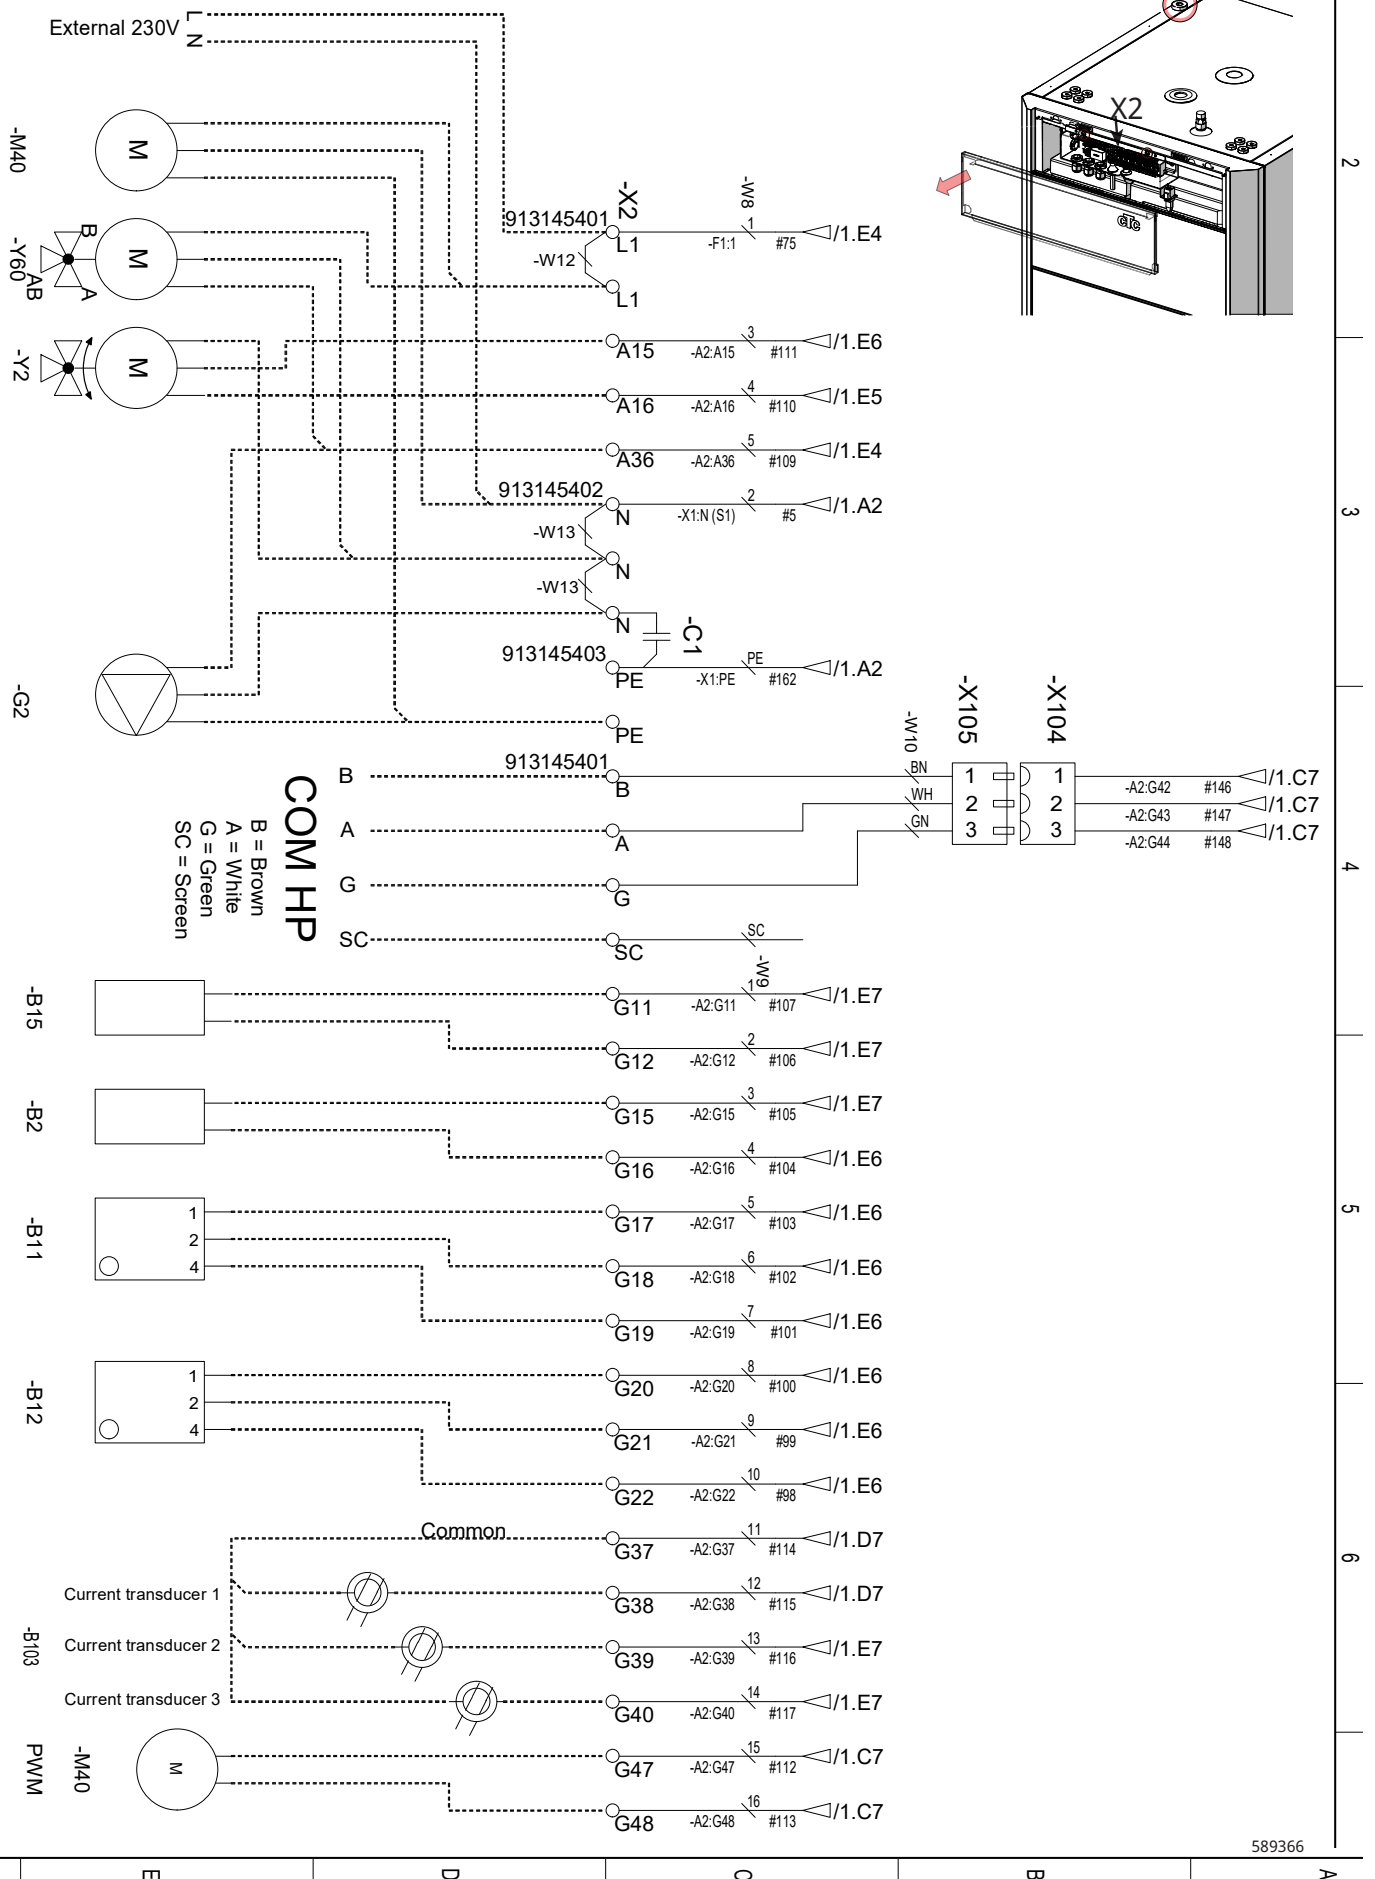 External 230V
L
N
X2
CTC
2
-M40
M
-X2
-W8
913145401
L1
-F1:1
1
#75
/1.E4
-W12
L1
-Y60
B
A
AB
M
-Y2
M
A15
-A2:A15
3
#111
/1.E6
A16
-A2:A16
4
#110
/1.E5
A36
-A2:A36
5
#109
/1.E4
913145402
N
-X1:N (S1)
2
#5
/1.A2
3
-W13
N
-W13
N
-C1
913145403
PE
-X1:PE
PE
#162
/1.A2
-G2
PE
-X105
-X104
-W10
COM HP
B = Brown
A = White
G = Green
SC = Screen
B
913145401
B
BN
1
1
-A2:G42
#146
/1.C7
A
A
WH
2
2
-A2:G43
#147
/1.C7
G
G
GN
3
3
-A2:G44
#148
/1.C7
4
SC
SC
SC
-W9
-B15
G11
-A2:G11
1
#107
/1.E7
G12
-A2:G12
2
#106
/1.E7
-B2
G15
-A2:G15
3
#105
/1.E7
G16
-A2:G16
4
#104
/1.E6
-B11
1
2
4
G17
-A2:G17
5
#103
/1.E6
5
G18
-A2:G18
6
#102
/1.E6
G19
-A2:G19
7
#101
/1.E6
-B12
1
2
4
G20
-A2:G20
8
#100
/1.E6
G21
-A2:G21
9
#99
/1.E6
G22
-A2:G22
10
#98
/1.E6
Common
G37
-A2:G37
11
#114
/1.D7
6
-B103
Current transducer 1
G38
-A2:G38
12
#115
/1.D7
Current transducer 2
G39
-A2:G39
13
#116
/1.E7
Current transducer 3
G40
-A2:G40
14
#117
/1.E7
PWM
-M40
M
G47
-A2:G47
15
#112
/1.C7
G48
-A2:G48
16
#113
/1.C7
589366
E
D
C
B
A